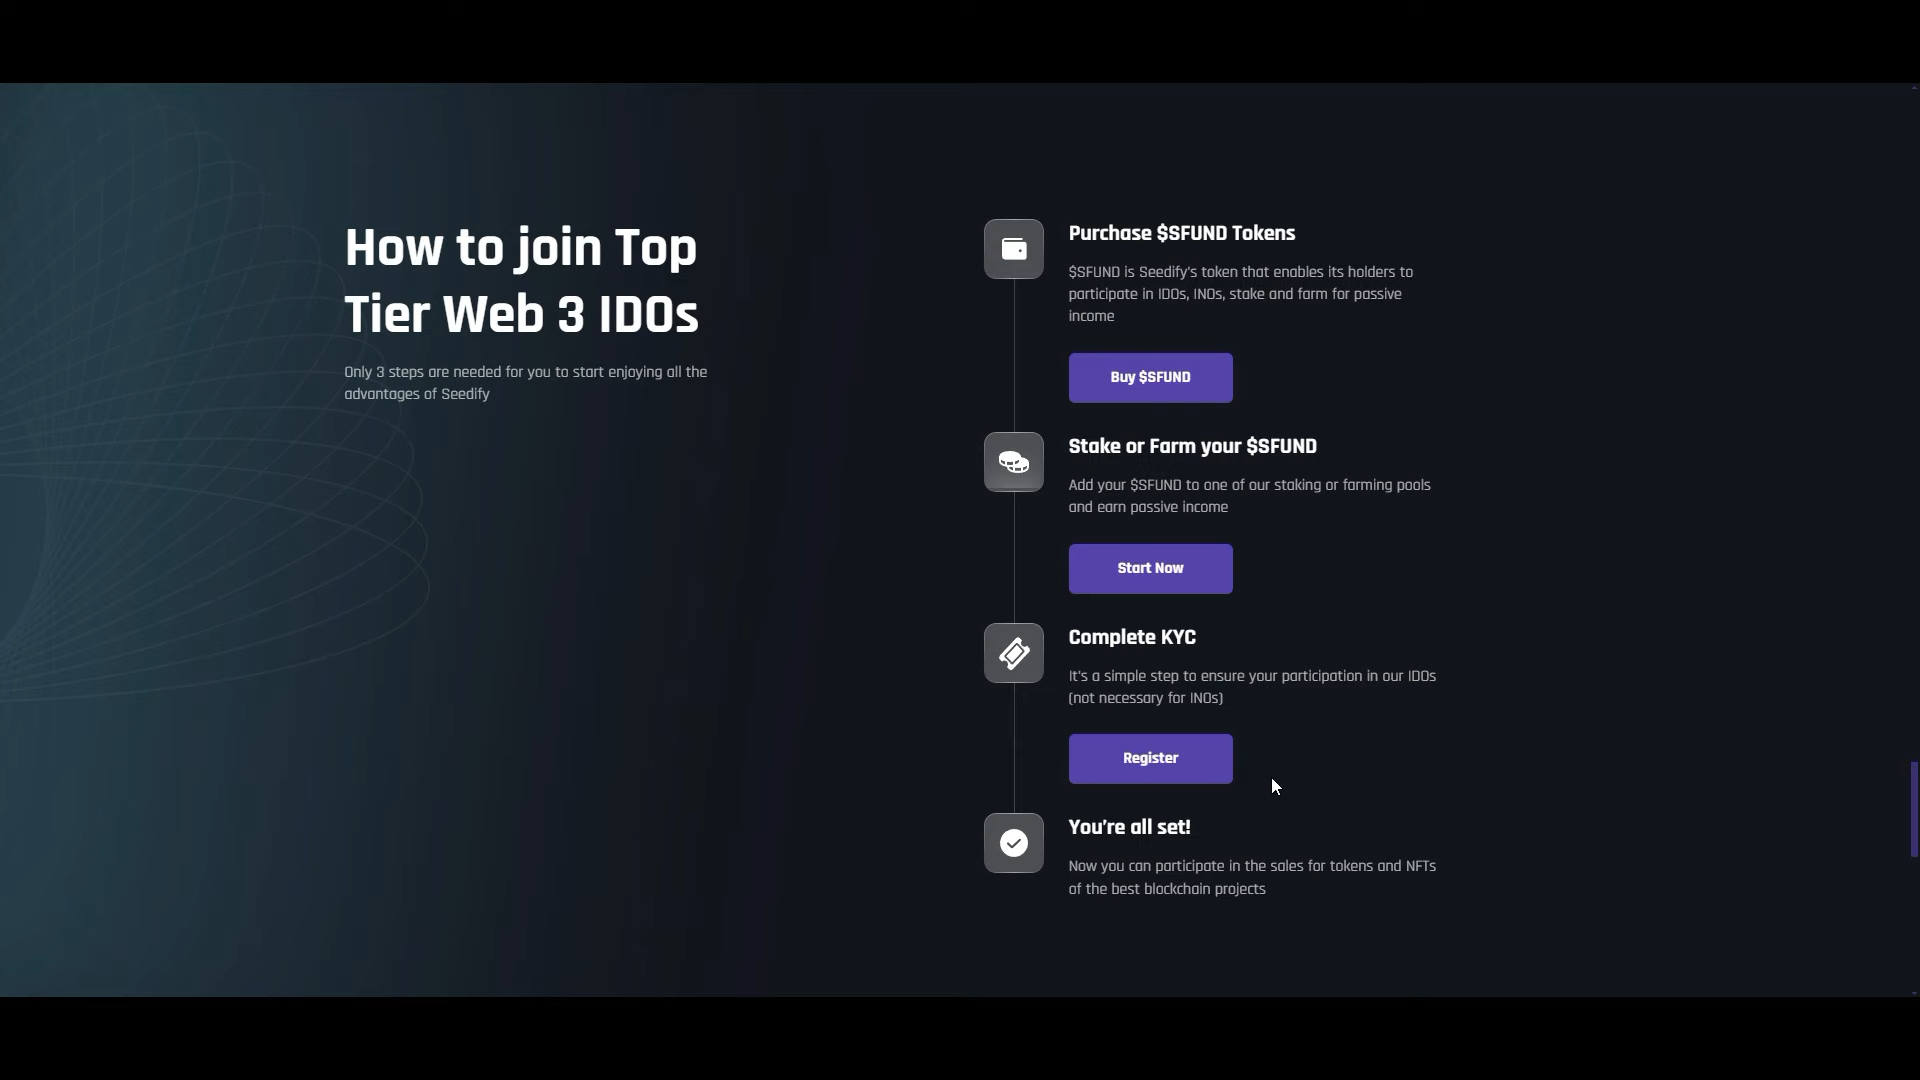 How to join Top
Tier Web 3 IDOs
Only 3 steps are needed for you to start enjoying all the
advantages of Seedify
Purchase $SFUND Tokens
$SFUND is Seedify's token that enables its holders to
participate in IDOs, INOs, stake and farm for passive
income
Buy $SFUND
Stake or Farm your $SFUND
Add your $SFUND to one of our staking or farming pools
and earn passive income
Start Now
Complete KYC
It's a simple step to ensure your participation in our IDOs
(not necessary for INOs)
Register
You're all set!
Now you can participate in the sales for tokens and NFTs
of the best blockchain projects